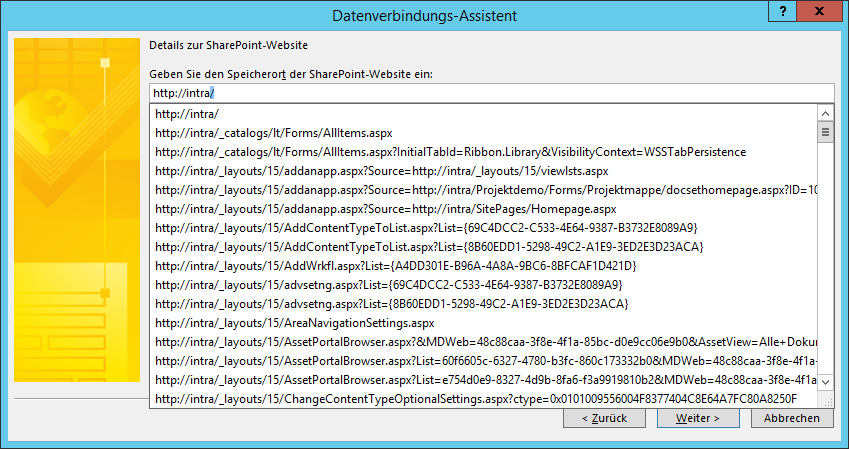 Datenverbindungs-Assistent
?
Details zur SharePoint-Website
Geben Sie den Speicherort der SharePoint-Website ein:
http://intra/
http://intra/
http://intra/_catalogs/lt/Forms/AllItems.aspx
http://intra/_catalogs/lt/Forms/AllItems.aspx?InitialTabId=Ribbon.Library&VisibilityContext=WSSTabPersistence
http://intra/_layouts/15/addanapp.aspx?Source=http://intra/_layouts/15/viewlsts.aspx
http://intra/_layouts/15/addanapp.aspx?Source=http://intra/Projektdemo/Forms/Projektmappe/docsethomepage.aspx?ID=10
http://intra/_layouts/15/addanapp.aspx?Source=http://intra/SitePages/Homepage.aspx
http://intra/_layouts/15/AddContentTypeToList.aspx?List={69C4DCC2-C533-4E64-9387-B3732E8089A9}
http://intra/_layouts/15/AddContentTypeToList.aspx?List={8B60EDD1-5298-49C2-A1E9-3ED2E3D23ACA}
http://intra/_layouts/15/AddWrkfl.aspx?List={A4DD301E-B96A-4A8A-9BC6-8BFCAF1D421D}
http://intra/_layouts/15/advsetng.aspx?List={69C4DCC2-C533-4E64-9387-B3732E8089A9}
http://intra/_layouts/15/advsetng.aspx?List={8B60EDD1-5298-49C2-A1E9-3ED2E3D23ACA}
http://intra/_layouts/15/AreaNavigationSettings.aspx
http://intra/_layouts/15/AssetPortalBrowser.aspx?&MDWeb=48c88caa-3f8e-4f1a-85bc-d0e9cc06e9b0&AssetView=Alle+Dokur
http://intra/_layouts/15/AssetPortalBrowser.aspx?List=60f6605c-6327-4780-b3fc-860c173332b0&MDWeb=48c88caa-3f8e-4f1a-
http://intra/_layouts/15/AssetPortalBrowser.aspx?List=e754d0e9-8327-4d9b-8fa6-f3a9919810b2&MDWeb=48c88caa-3f8e-4f1a
http://intra/_layouts/15/ChangeContentTypeOptionalSettings.aspx?ctype=0x0101009556004F8377404C8E64A7FC80A8250F
< Zurück
Weiter >
Abbrechen